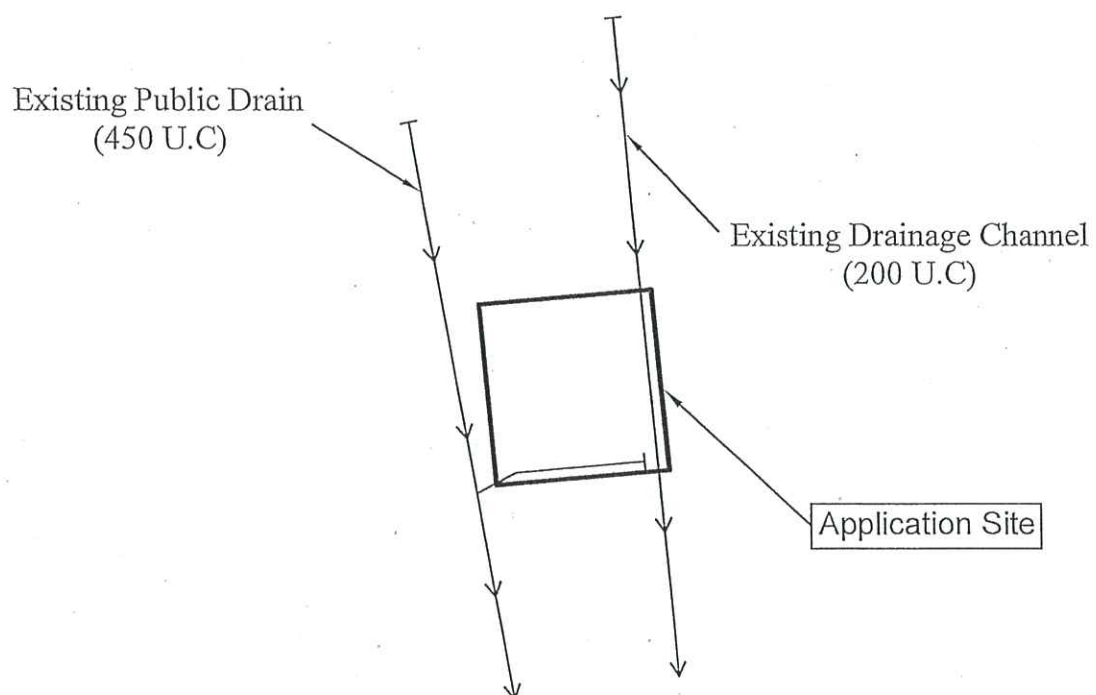 Existing Public Drain
(450 U.C)
Existing Drainage Channel
(200 U.C)
Application Site